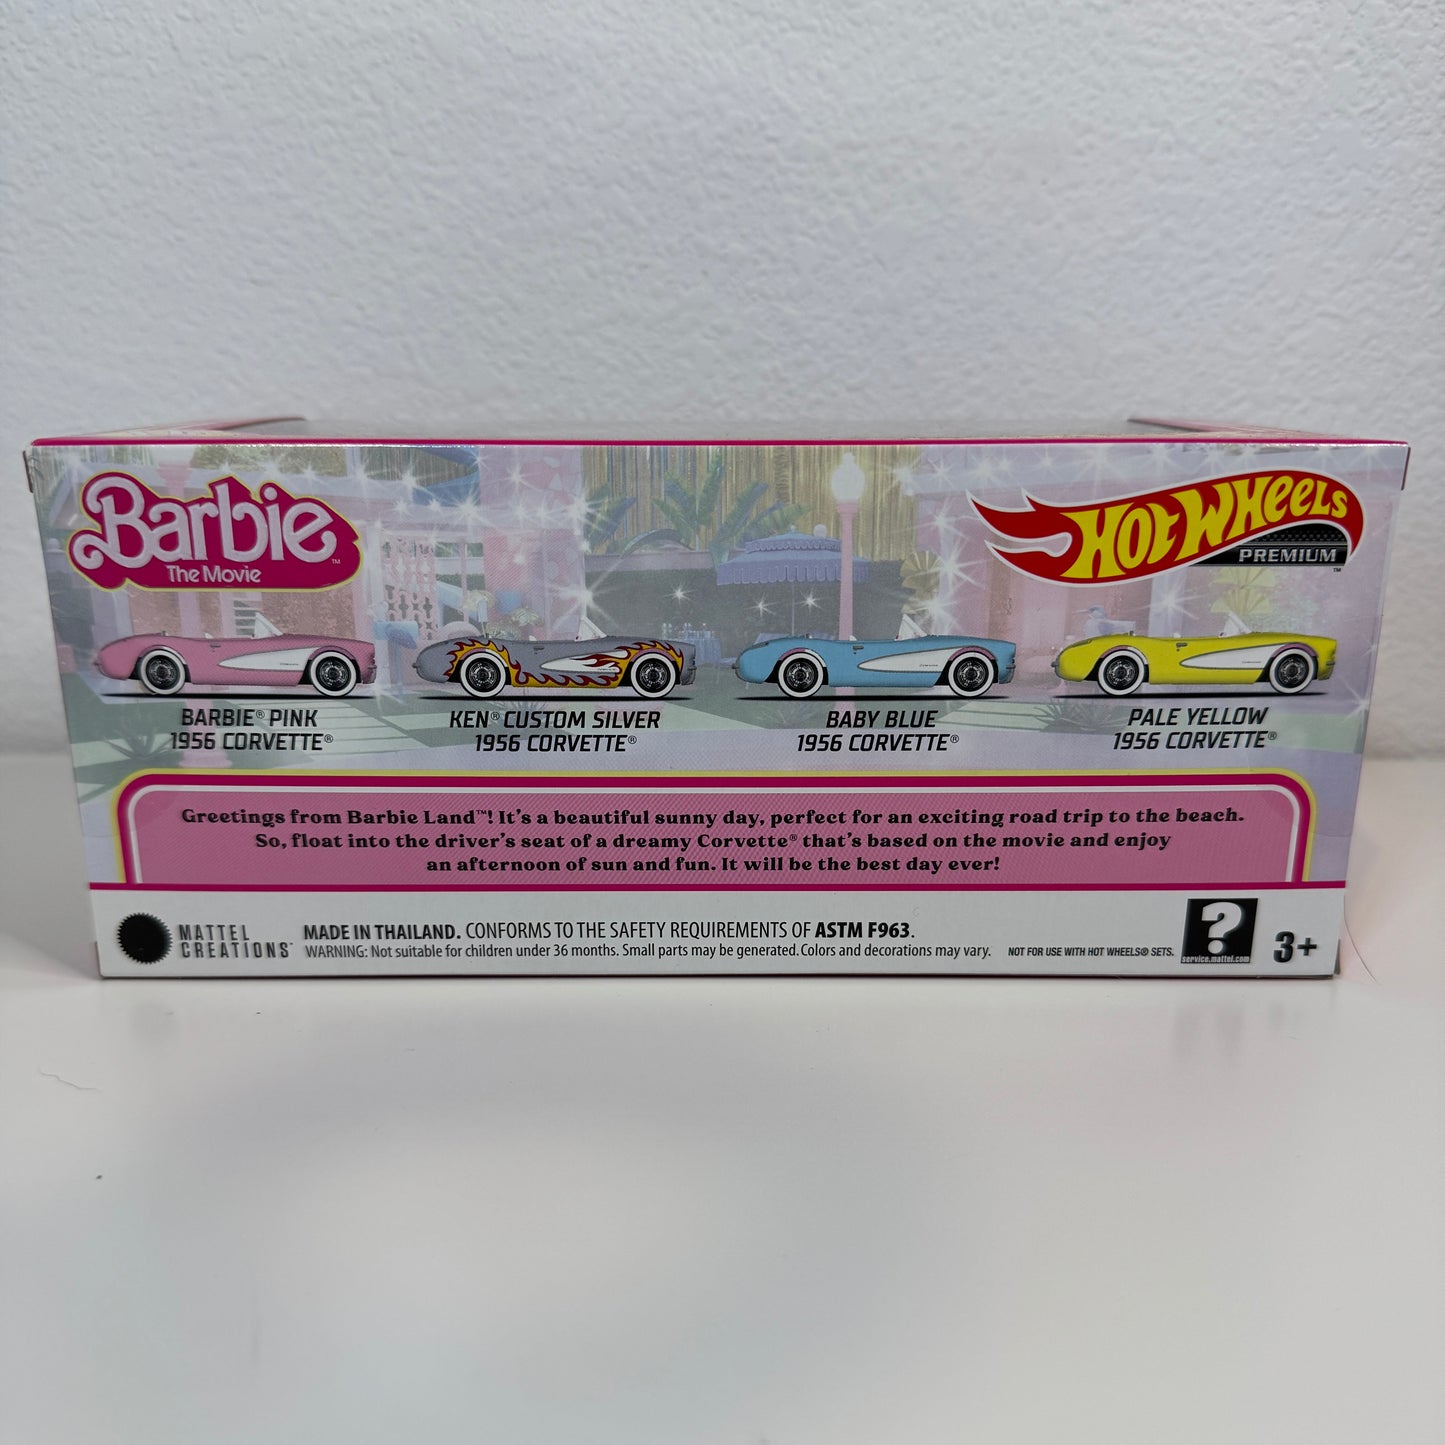 Barbie™
The Movie
HOT WHEELS
PREMIUM™
BARBIE® PINK
1956 CORVETTE®
KEN® CUSTOM SILVER
1956 CORVETTE®
BABY BLUE
1956 CORVETTE®
PALE YELLOW
1956 CORVETTE®
Greetings from Barbie Land™! It's a beautiful sunny day, perfect for an exciting road trip to the beach.
So, float into the driver's seat of a dreamy Corvette® that's based on the movie and enjoy
an afternoon of sun and fun. It will be the best day ever!
MATTEL
CREATIONS™
MADE IN THAILAND. CONFORMS TO THE SAFETY REQUIREMENTS OF ASTM F963.
WARNING: Not suitable for children under 36 months. Small parts may be generated. Colors and decorations may vary.
NOT FOR USE WITH HOT WHEELS® SETS.
?
service.mattel.com
3+